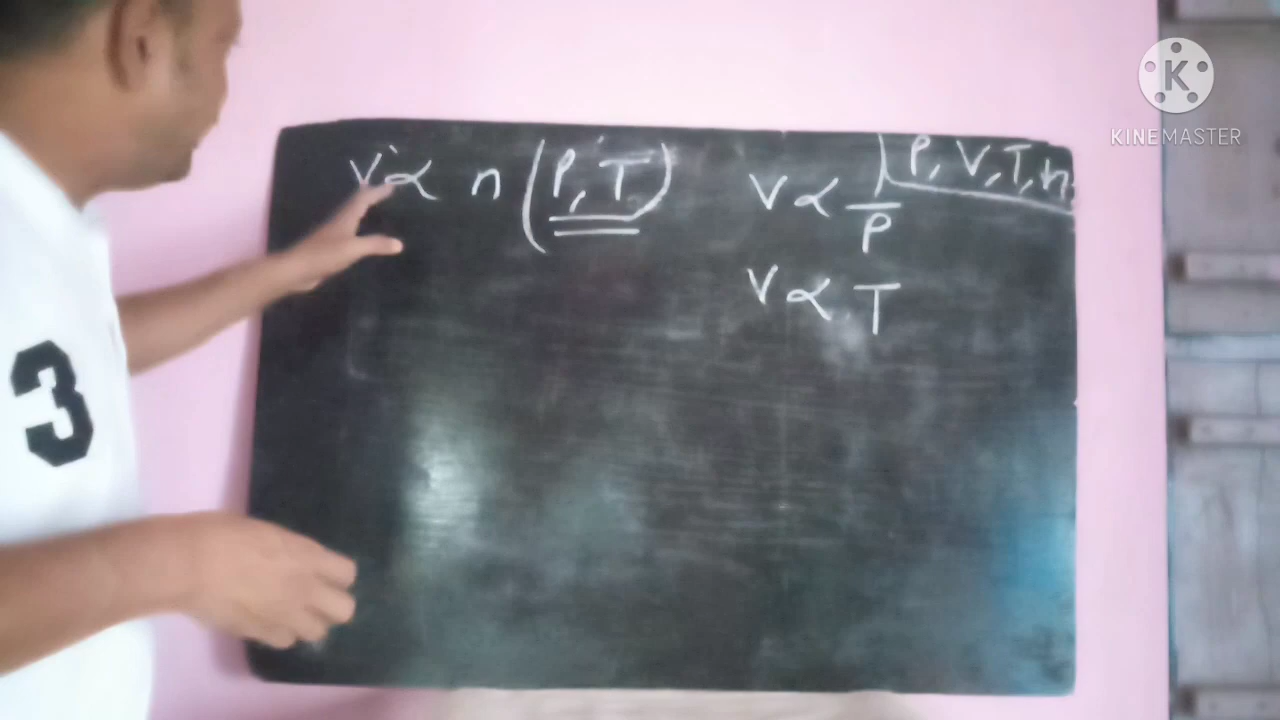 V ∝ n (P, T)
V ∝ 1/P
V ∝ T
P, V, T, n
3
K
KINEMASTER